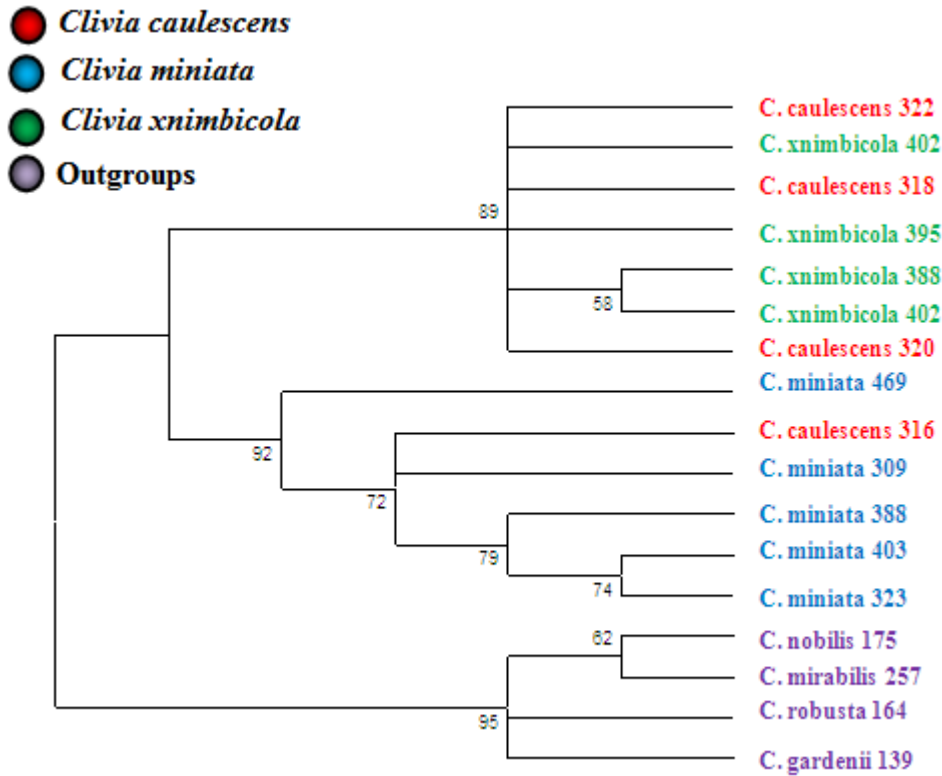 Clivia caulescens
Clivia miniata
Clivia xnimbicola
Outgroups
C. caulescens 322
C. xnimbicola 402
C. caulescens 318
89
C. xnimbicola 395
C. xnimbicola 388
58
C. xnimbicola 402
C. caulescens 320
C. miniata 469
C. caulescens 316
92
C. miniata 309
72
C. miniata 388
C. miniata 403
79
74
C. miniata 323
62
C. nobilis 175
C. mirabilis 257
C. robusta 164
95
C. gardenii 139